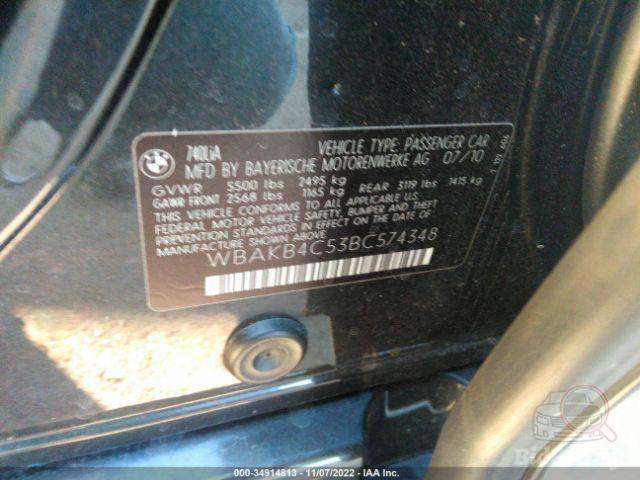 BMW
740LiA VEHICLE TYPE: PASSENGER CAR
MFD BY BAYERISCHE MOTORENWERKE AG 07/10
GVWR 5500 lbs 2495 kg
GAWR FRONT 2568 lbs 1165 kg REAR 3119 lbs 1415 kg
THIS VEHICLE CONFORMS TO ALL APPLICABLE
FEDERAL MOTOR VEHICLE SAFETY, BUMPER AND THEFT
PREVENTION STANDARDS IN EFFECT ON THE DATE OF
MANUFACTURE SHOWN ABOVE.
WBAKB4C53BC574348
000-34914813 - 11/07/2022 - IAA Inc.